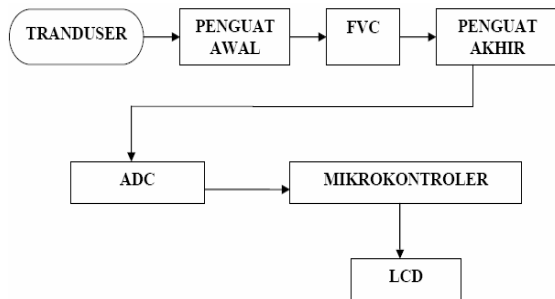 TRANDUSER
PENGUAT
AWAL
FVC
PENGUAT
AKHIR
ADC
MIKROKONTROLER
LCD